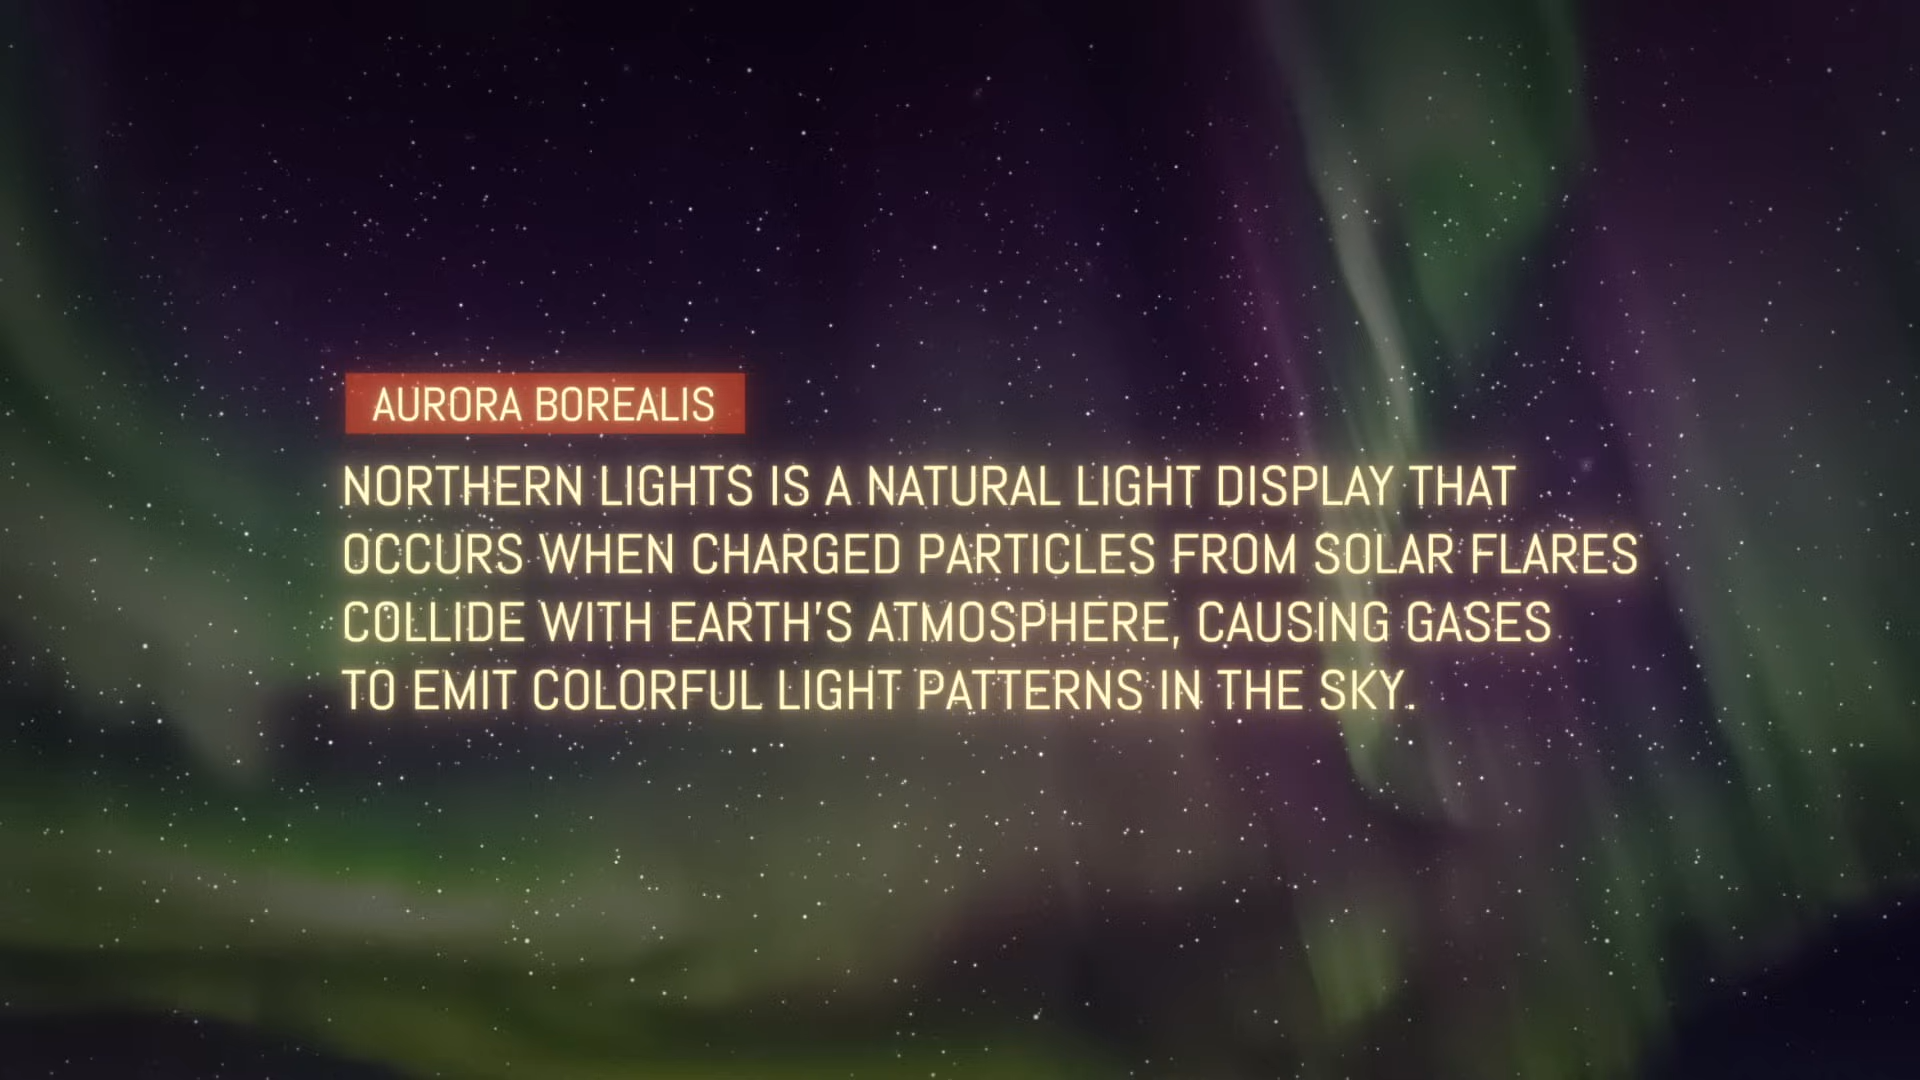 AURORA BOREALIS
NORTHERN LIGHTS IS A NATURAL LIGHT DISPLAY THAT
OCCURS WHEN CHARGED PARTICLES FROM SOLAR FLARES
COLLIDE WITH EARTH’S ATMOSPHERE, CAUSING GASES
TO EMIT COLORFUL LIGHT PATTERNS IN THE SKY.